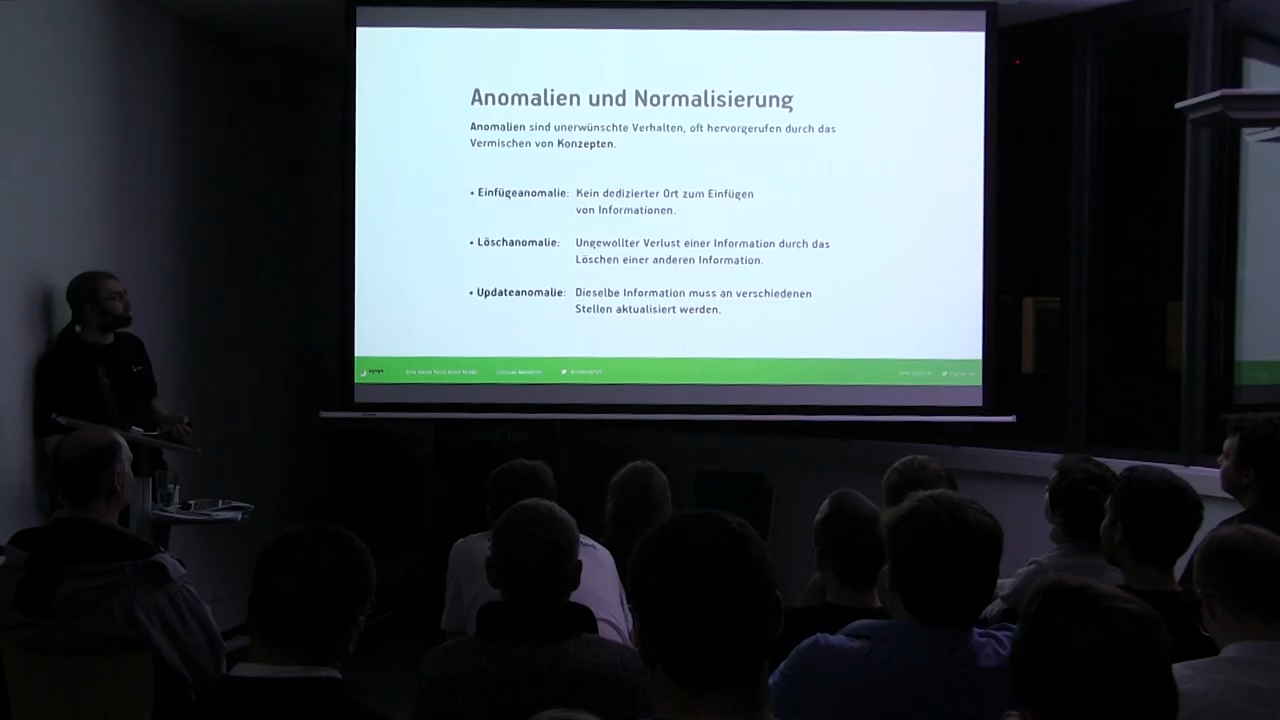 Anomalien und Normalisierung
Anomalien sind unerwünschte Verhalten, oft hervorgerufen durch das
Vermischen von Konzepten.
• Einfügeanomalie: Kein dedizierter Ort zum Einfügen
von Informationen.
• Löschanomalie: Ungewollter Verlust einer Information durch das
Löschen einer anderen Information.
• Updateanomalie: Dieselbe Information muss an verschiedenen
Stellen aktualisiert werden.